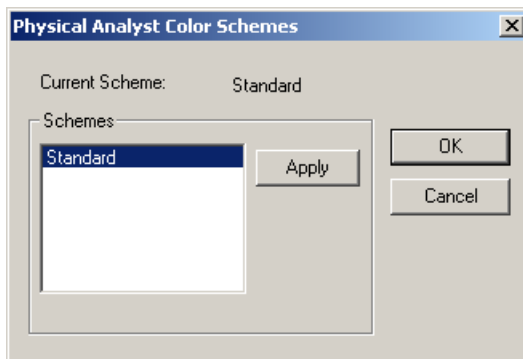 Physical Analyst Color Schemes
Current Scheme: Standard
Schemes
Standard
Apply
OK
Cancel